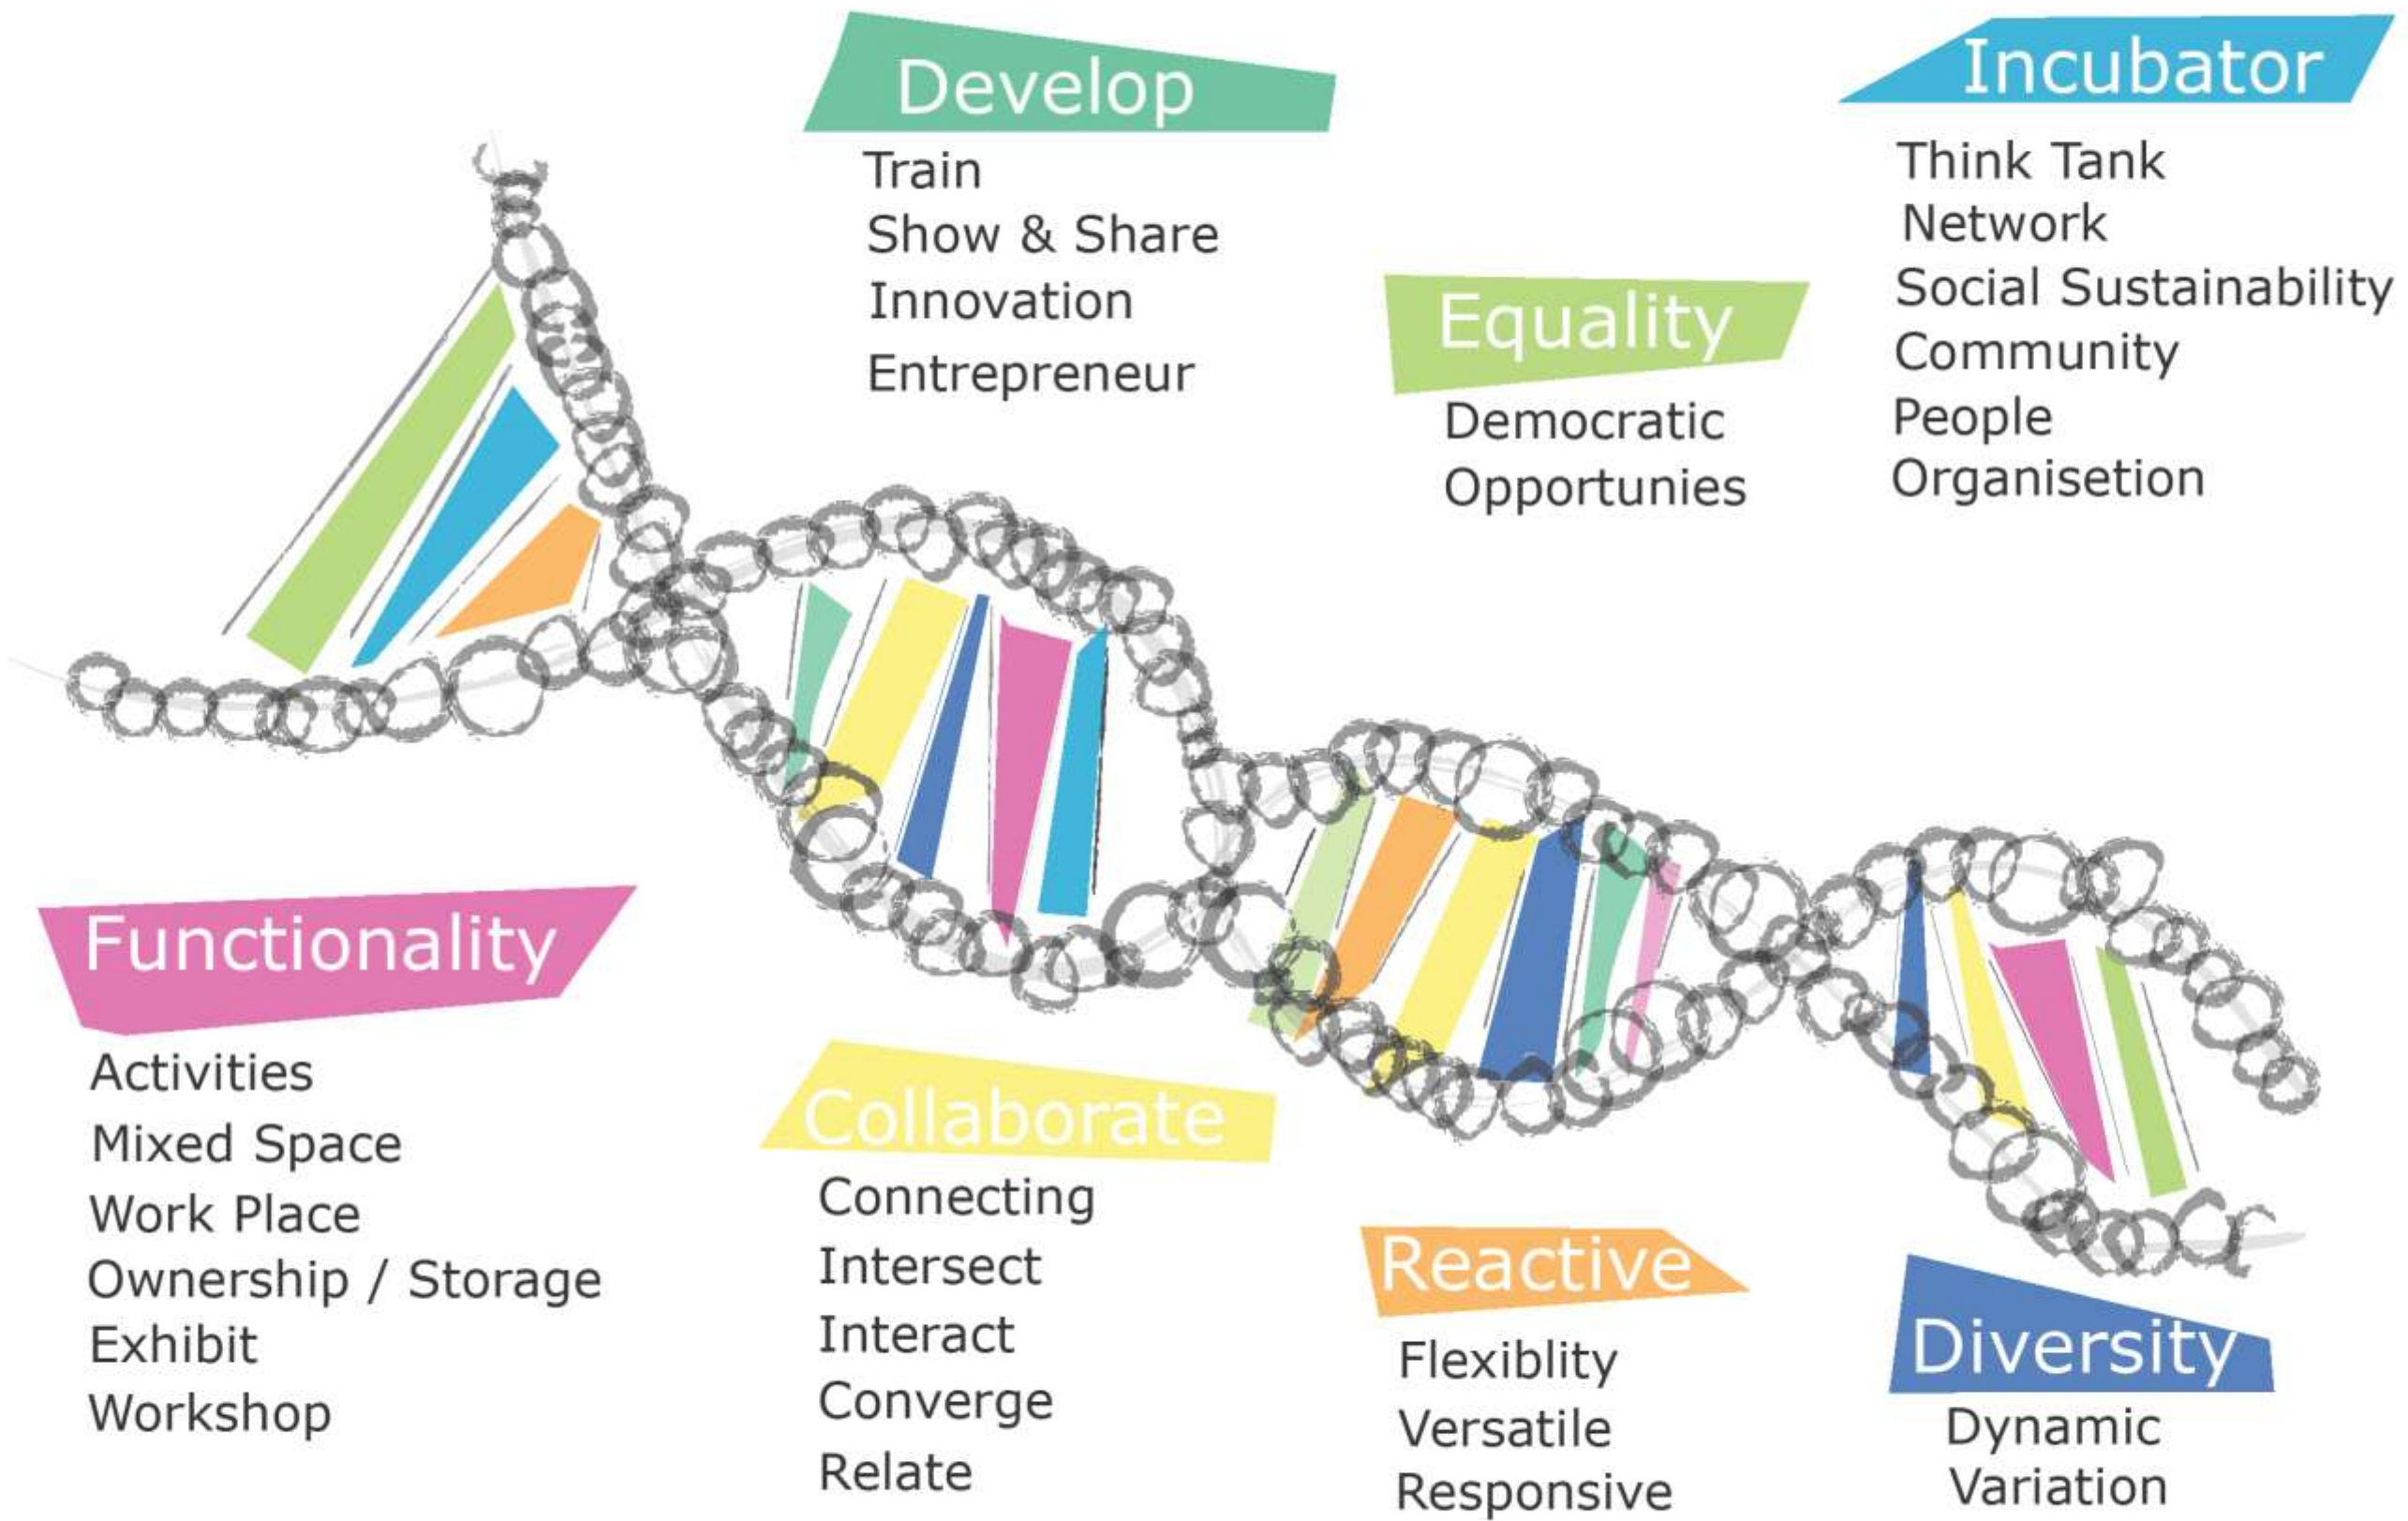 Develop
Train
Show & Share
Innovation
Entrepreneur
Equality
Democratic
Opportunies
Incubator
Think Tank
Network
Social Sustainability
Community
People
Organisetion
Functionality
Activities
Mixed Space
Work Place
Ownership / Storage
Exhibit
Workshop
Collaborate
Connecting
Intersect
Interact
Converge
Relate
Reactive
Flexiblity
Versatile
Responsive
Diversity
Dynamic
Variation